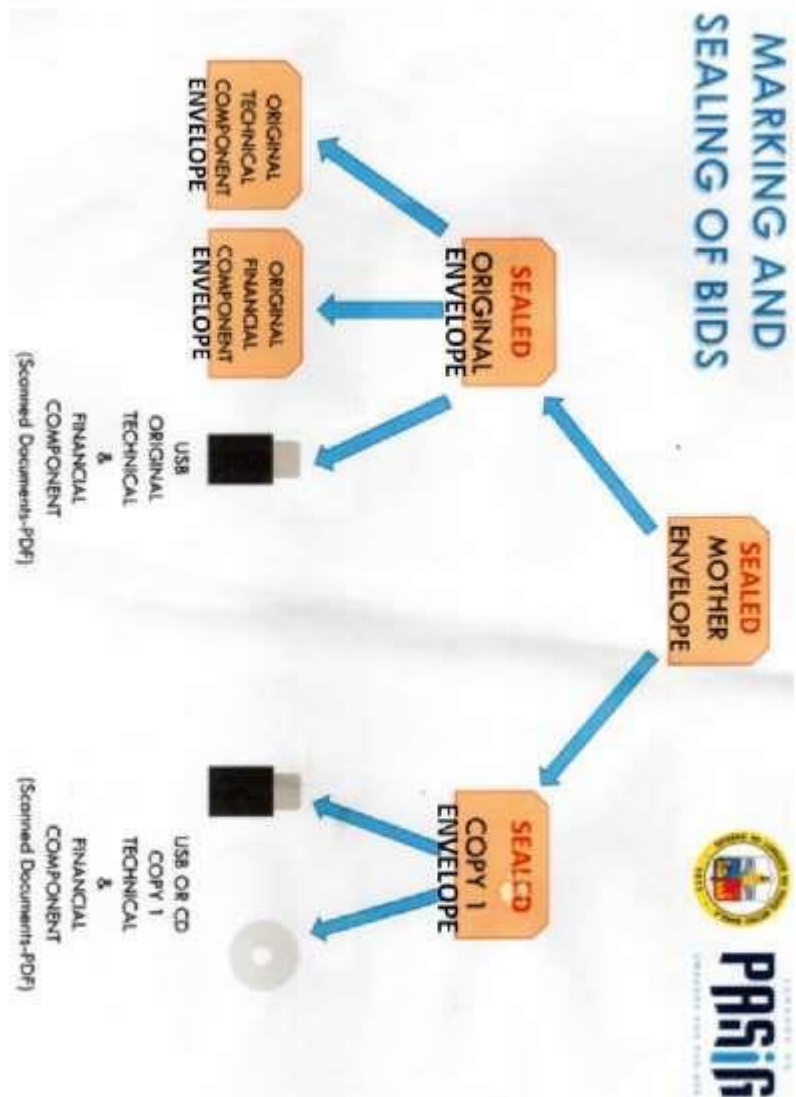 MARKING AND
SEALING OF BIDS
PASiG
SEALED
MOTHER
ENVELOPE
SEALED
ORIGINAL
ENVELOPE
SEALED
COPY 1
ENVELOPE
ORIGINAL
TECHNICAL
COMPONENT
ENVELOPE
ORIGINAL
FINANCIAL
COMPONENT
ENVELOPE
USB
ORIGINAL
TECHNICAL
&
FINANCIAL
COMPONENT
(Scanned Documents-PDF)
USB OR CD
COPY 1
TECHNICAL
&
FINANCIAL
COMPONENT
(Scanned Documents-PDF)